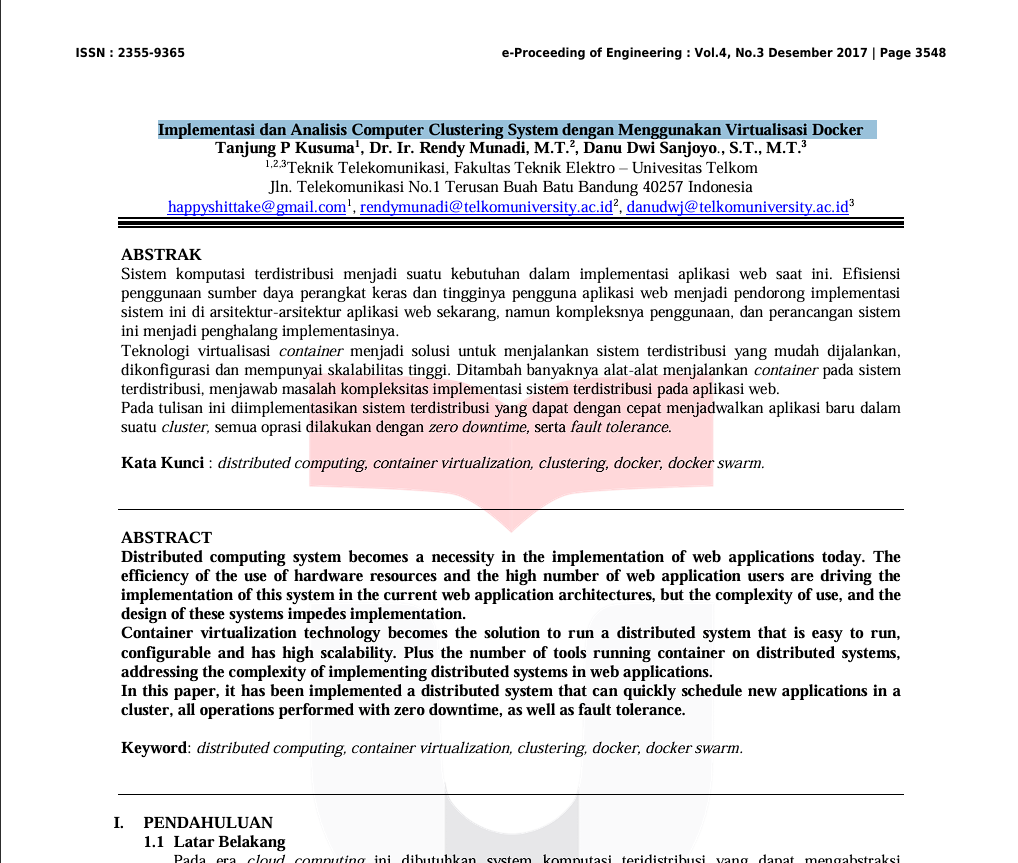 ISSN : 2355-9365 e-Proceeding of Engineering : Vol.4, No.3 Desember 2017 | Page 3548
Implementasi dan Analisis Computer Clustering System dengan Menggunakan Virtualisasi Docker
Tanjung P Kusuma¹, Dr. Ir. Rendy Munadi, M.T.², Danu Dwi Sanjoyo., S.T., M.T.³
¹,²,³Teknik Telekomunikasi, Fakultas Teknik Elektro – Univesitas Telkom
Jln. Telekomunikasi No.1 Terusan Buah Batu Bandung 40257 Indonesia
happyshittake@gmail.com¹, rendymunadi@telkomuniversity.ac.id², danudwj@telkomuniversity.ac.id³
ABSTRAK
Sistem komputasi terdistribusi menjadi suatu kebutuhan dalam implementasi aplikasi web saat ini. Efisiensi
penggunaan sumber daya perangkat keras dan tingginya pengguna aplikasi web menjadi pendorong implementasi
sistem ini di arsitektur-arsitektur aplikasi web sekarang, namun kompleksnya penggunaan, dan perancangan sistem
ini menjadi penghalang implementasinya.
Teknologi virtualisasi container menjadi solusi untuk menjalankan sistem terdistribusi yang mudah dijalankan,
dikonfigurasi dan mempunyai skalabilitas tinggi. Ditambah banyaknya alat-alat menjalankan container pada sistem
terdistribusi, menjawab masalah kompleksitas implementasi sistem terdistribusi pada aplikasi web.
Pada tulisan ini diimplementasikan sistem terdistribusi yang dapat dengan cepat menjadwalkan aplikasi baru dalam
suatu cluster, semua oprasi dilakukan dengan zero downtime, serta fault tolerance.
Kata Kunci : distributed computing, container virtualization, clustering, docker, docker swarm.
ABSTRACT
Distributed computing system becomes a necessity in the implementation of web applications today. The
efficiency of the use of hardware resources and the high number of web application users are driving the
implementation of this system in the current web application architectures, but the complexity of use, and the
design of these systems impedes implementation.
Container virtualization technology becomes the solution to run a distributed system that is easy to run,
configurable and has high scalability. Plus the number of tools running container on distributed systems,
addressing the complexity of implementing distributed systems in web applications.
In this paper, it has been implemented a distributed system that can quickly schedule new applications in a
cluster, all operations performed with zero downtime, as well as fault tolerance.
Keyword: distributed computing, container virtualization, clustering, docker, docker swarm.
I. PENDAHULUAN
1.1 Latar Belakang
Pada era cloud computing ini dibutuhkan system komputasi teridistribusi yang dapat mengabstraksi